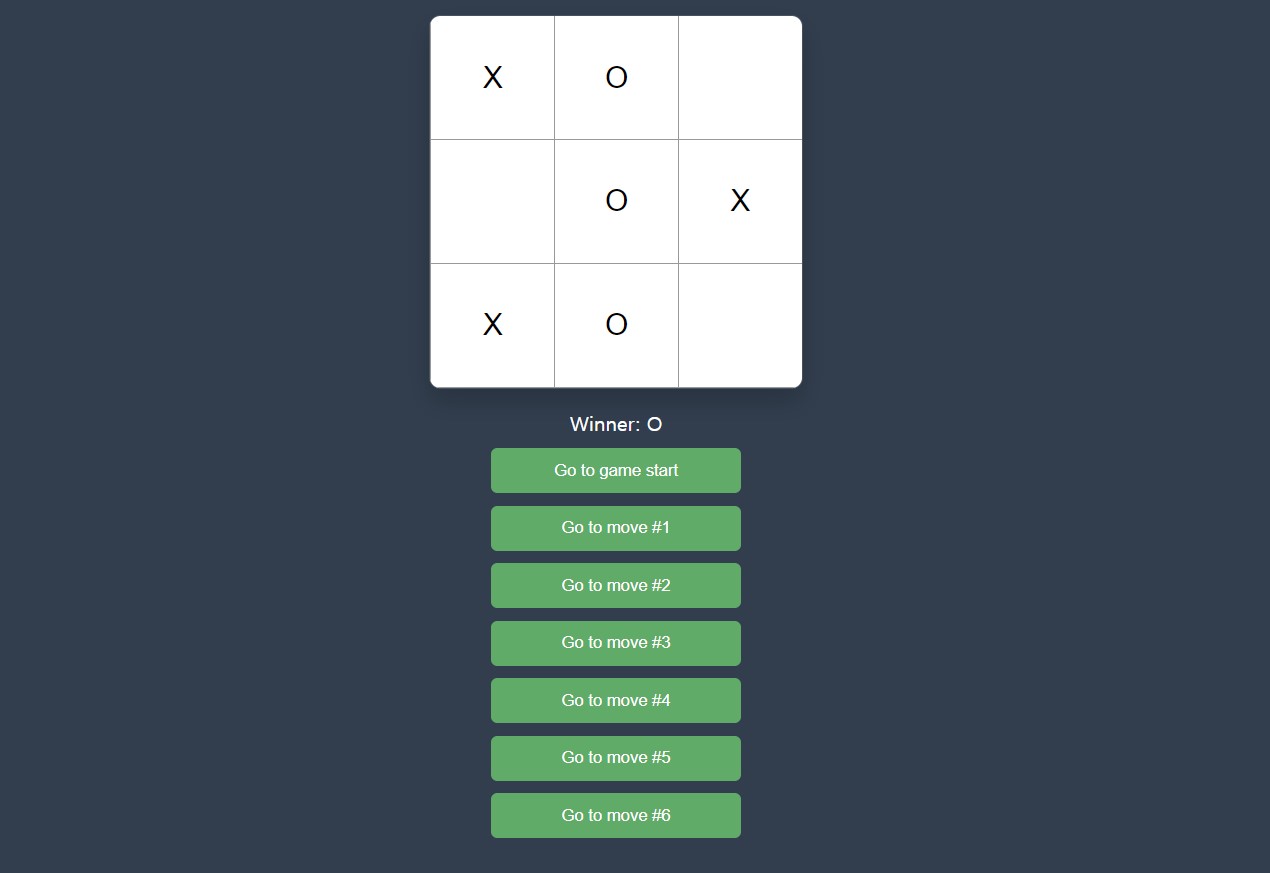 X O
O X
X O
Winner: O
Go to game start
Go to move #1
Go to move #2
Go to move #3
Go to move #4
Go to move #5
Go to move #6